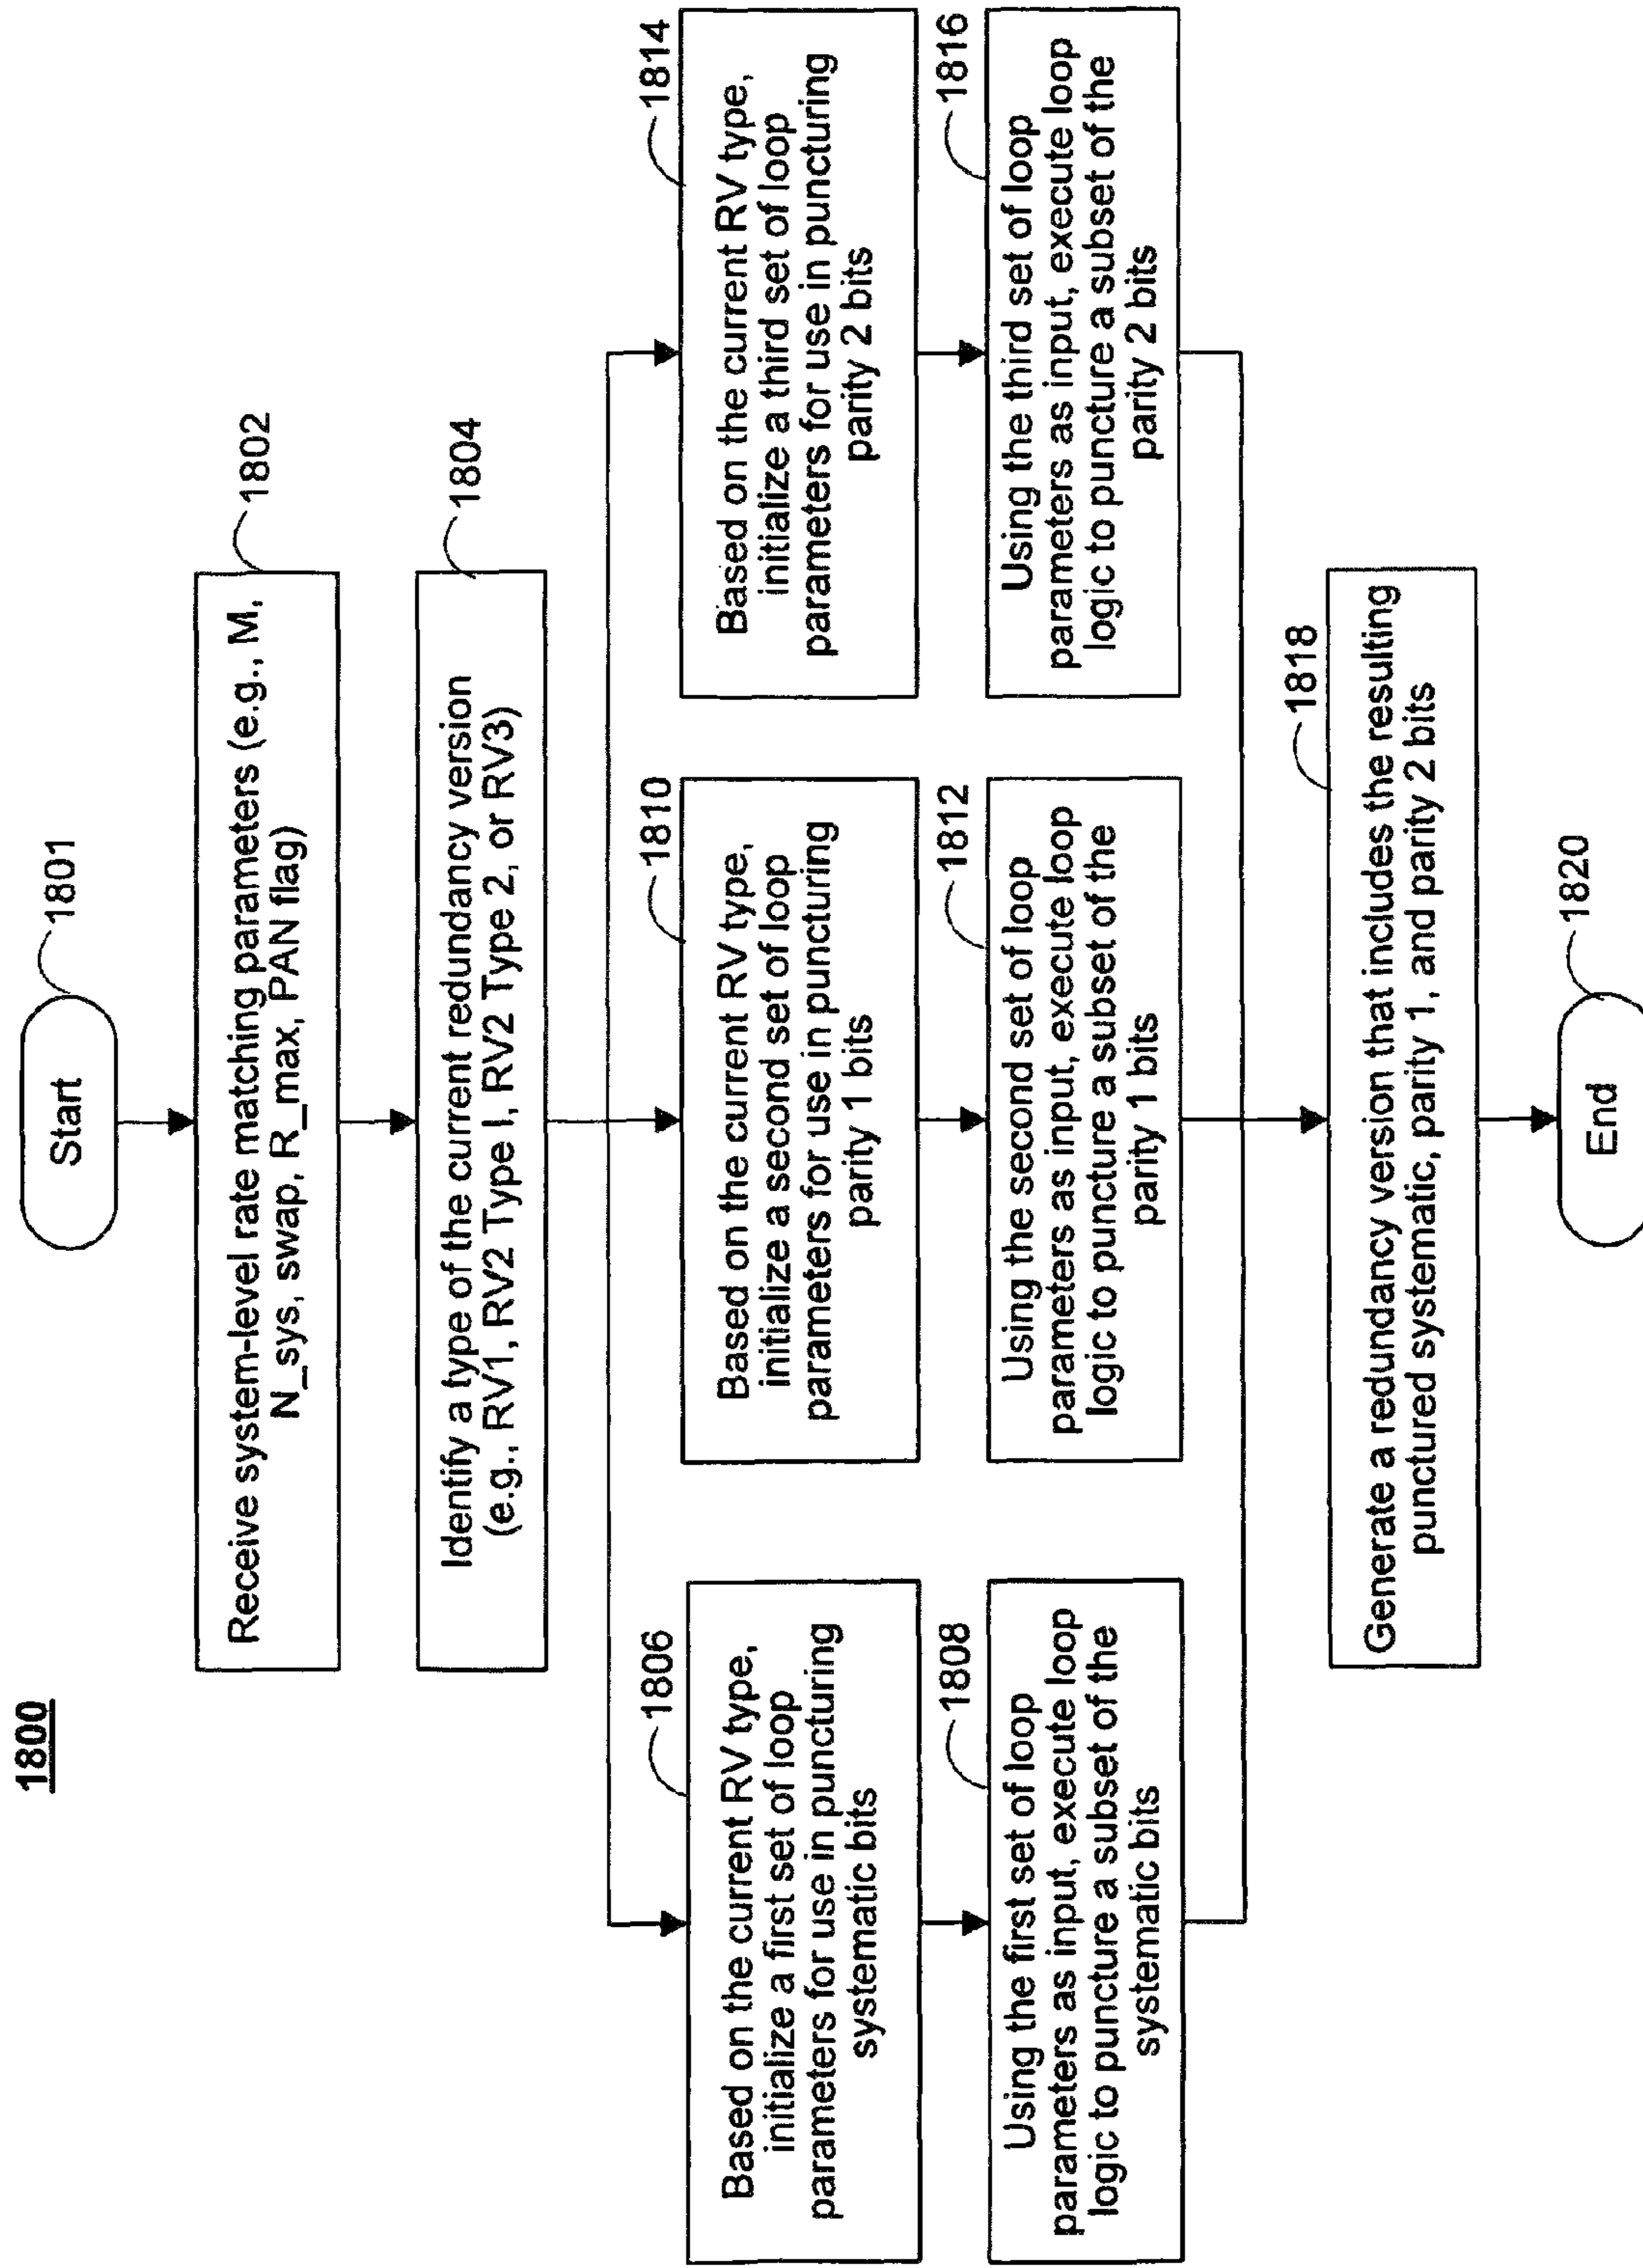 1800
Start
1801
Receive system-level rate matching parameters (e.g., M,
N_sys, swap, R_max, PAN flag)
1802
Identify a type of the current redundancy version
(e.g., RV1, RV2 Type I, RV2 Type 2, or RV3)
1804
Based on the current RV type,
initialize a first set of loop
parameters for use in puncturing
systematic bits
1806
Using the first set of loop
parameters as input, execute loop
logic to puncture a subset of the
systematic bits
1808
Based on the current RV type,
initialize a second set of loop
parameters for use in puncturing
parity 1 bits
1810
Using the second set of loop
parameters as input, execute loop
logic to puncture a subset of the
parity 1 bits
1812
Based on the current RV type,
initialize a third set of loop
parameters for use in puncturing
parity 2 bits
1814
Using the third set of loop
parameters as input, execute loop
logic to puncture a subset of the
parity 2 bits
1816
Generate a redundancy version that includes the resulting
punctured systematic, parity 1, and parity 2 bits
1818
End
1820